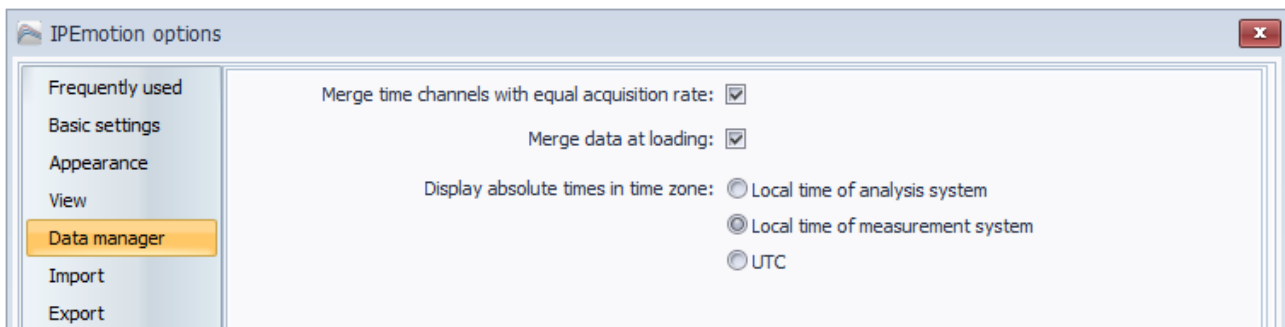 IPEmotion options
Frequently used
Basic settings
Appearance
View
Data manager
Import
Export
Merge time channels with equal acquisition rate:
Merge data at loading:
Display absolute times in time zone:
Local time of analysis system
Local time of measurement system
UTC